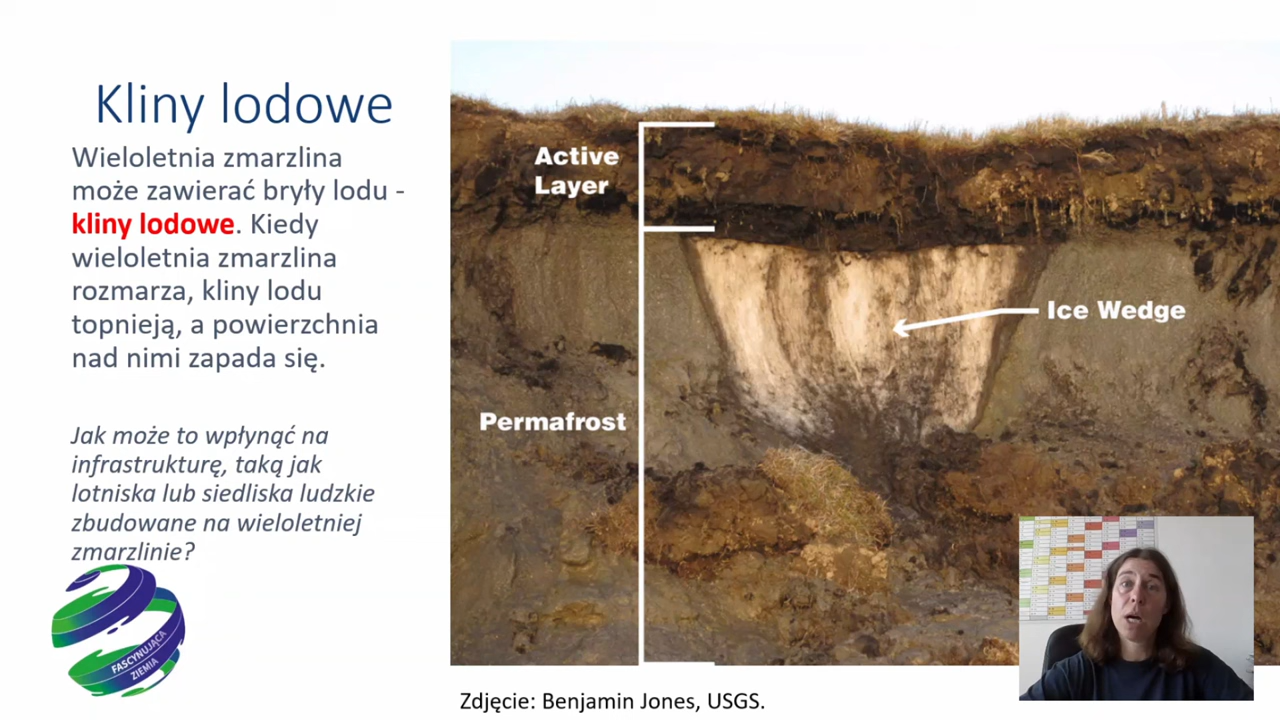 Kliny lodowe
Wieloletnia zmarzlina
może zawierać bryły lodu -
kliny lodowe. Kiedy
wieloletnia zmarzlina
rozmarza, kliny lodu
topnieją, a powierzchnia
nad nimi zapada się.
Jak może to wpłynąć na
infrastrukturę, taką jak
lotniska lub siedliska ludzkie
zbudowane na wieloletniej
zmarzlinie?
FASCYNUJĄCA
ZIEMIA
Active
Layer
Ice Wedge
Permafrost
Zdjęcie: Benjamin Jones, USGS.